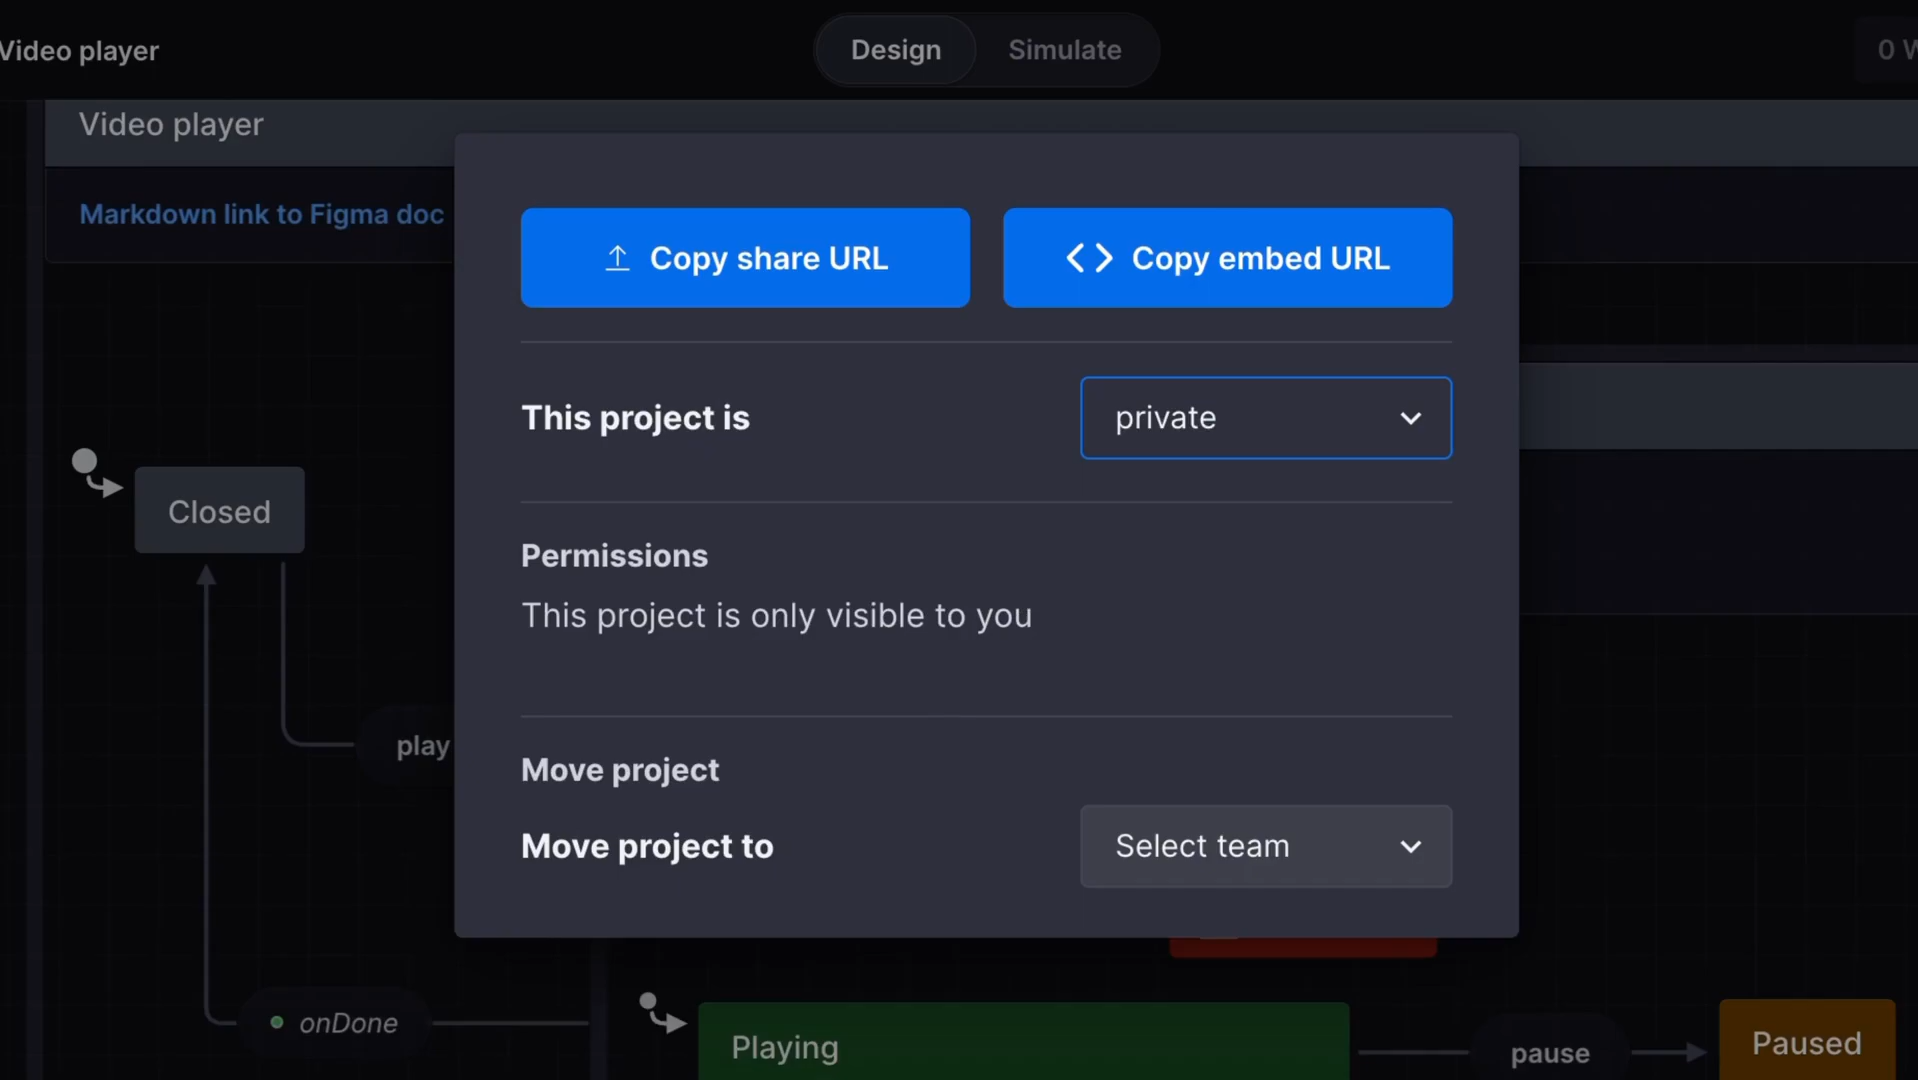 Video player
Design
Simulate
0
Video player
Markdown link to Figma doc
Copy share URL
Copy embed URL
This project is
private
Closed
Permissions
This project is only visible to you
play
Move project
Move project to
Select team
onDone
Playing
pause
Paused